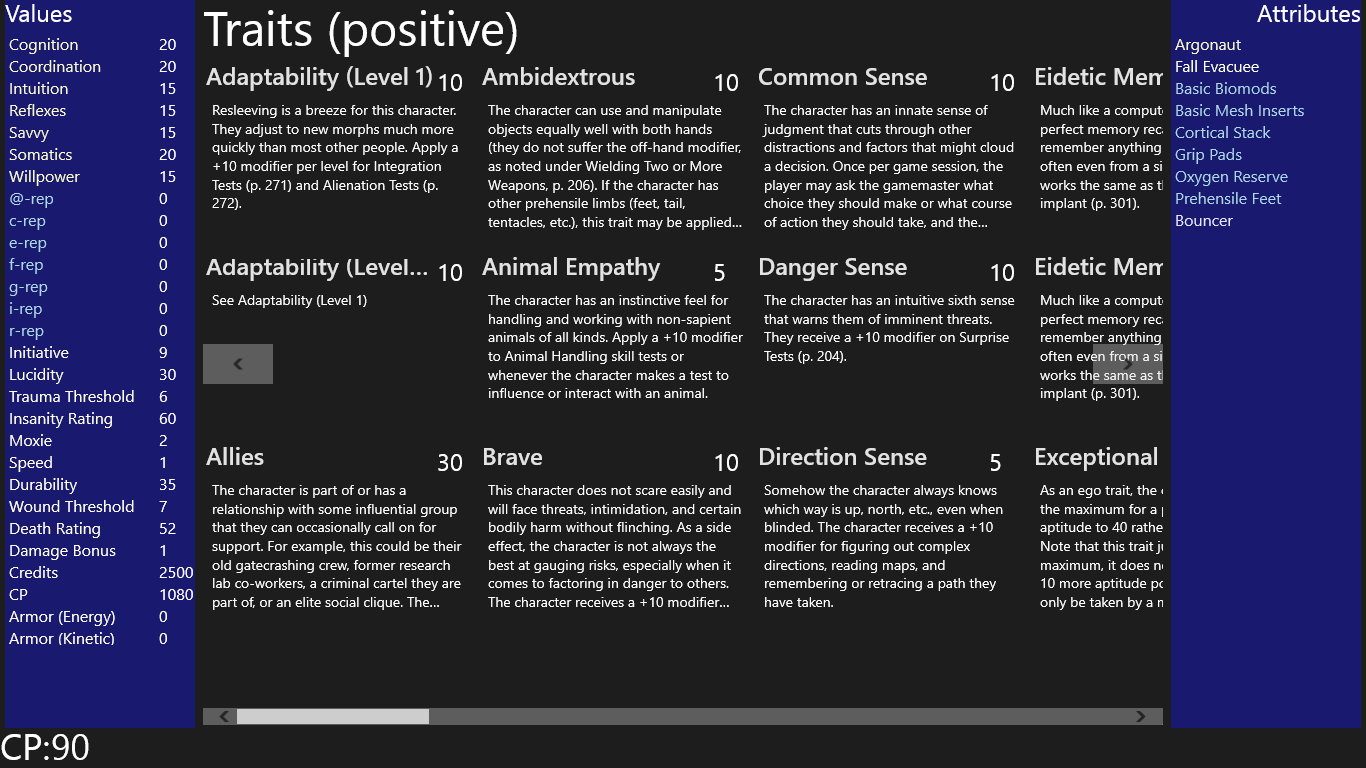 Values
Cognition 20
Coordination 20
Intuition 15
Reflexes 15
Savvy 15
Somatics 20
Willpower 15
@-rep 0
c-rep 0
e-rep 0
f-rep 0
g-rep 0
i-rep 0
r-rep 0
Initiative 9
Lucidity 30
Trauma Threshold 6
Insanity Rating 60
Moxie 2
Speed 1
Durability 35
Wound Threshold 7
Death Rating 52
Damage Bonus 1
Credits 2500
CP 1080
Armor (Energy) 0
Armor (Kinetic) 0
CP:90
Traits (positive)
Adaptability (Level 1) 10
Resleeving is a breeze for this character.
They adjust to new morphs much more
quickly than most other people. Apply a
+10 modifier per level for Integration
Tests (p. 271) and Alienation Tests (p.
272).
Adaptability (Level... 10
See Adaptability (Level 1)
Allies 30
The character is part of or has a
relationship with some influential group
that they can occasionally call on for
support. For example, this could be their
old gatecrashing crew, former research
lab co-workers, a criminal cartel they are
part of, or an elite social clique. The...
Ambidextrous 10
The character can use and manipulate
objects equally well with both hands
(they do not suffer the off-hand modifier,
as noted under Wielding Two or More
Weapons, p. 206). If the character has
other prehensile limbs (feet, tail,
tentacles, etc.), this trait may be applied...
Animal Empathy 5
The character has an instinctive feel for
handling and working with non-sapient
animals of all kinds. Apply a +10 modifier
to Animal Handling skill tests or
whenever the character makes a test to
influence or interact with an animal.
Brave 10
This character does not scare easily and
will face threats, intimidation, and certain
bodily harm without flinching. As a side
effect, the character is not always the
best at gauging risks, especially when it
comes to factoring in danger to others.
The character receives a +10 modifier...
Common Sense 10
The character has an innate sense of
judgment that cuts through other
distractions and factors that might cloud
a decision. Once per game session, the
player may ask the gamemaster what
choice they should make or what course
of action they should take, and the...
Danger Sense 10
The character has an intuitive sixth sense
that warns them of imminent threats.
They receive a +10 modifier on Surprise
Tests (p. 204).
Direction Sense 5
Somehow the character always knows
which way is up, north, etc., even when
blinded. The character receives a +10
modifier for figuring out complex
directions, reading maps, and
remembering or retracing a path they
have taken.
Eidetic Mem
Much like a compute
perfect memory reca
remember anything
often even from a si
works the same as th
implant (p. 301).
Eidetic Mem
Much like a compute
perfect memory reca
remember anything
often even from a si
works the same as th
implant (p. 301).
Exceptional
As an ego trait, the
the maximum for a
aptitude to 40 rathe
Note that this trait
maximum, it does
10 more aptitude
only be taken by a
Attributes
Argonaut
Fall Evacuee
Basic Biomods
Basic Mesh Inserts
Cortical Stack
Grip Pads
Oxygen Reserve
Prehensile Feet
Bouncer